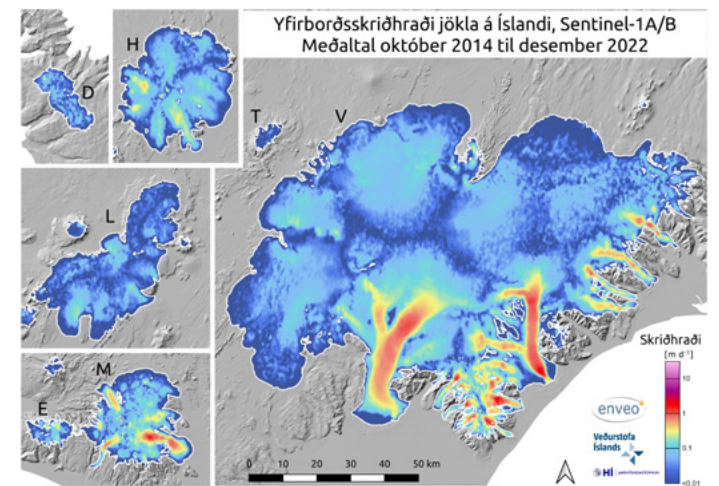 Yfirborðsskriðhraði jökla á Íslandi, Sentinel-1A/B
Meðaltal október 2014 til desember 2022
H
D
T
V
L
M
E
Skriðhraði
[m d⁻¹]
10
1
0.1
<0.01
enveo
Veðurstofa
Íslands
HÍ
0 10 20 30 40 50 km